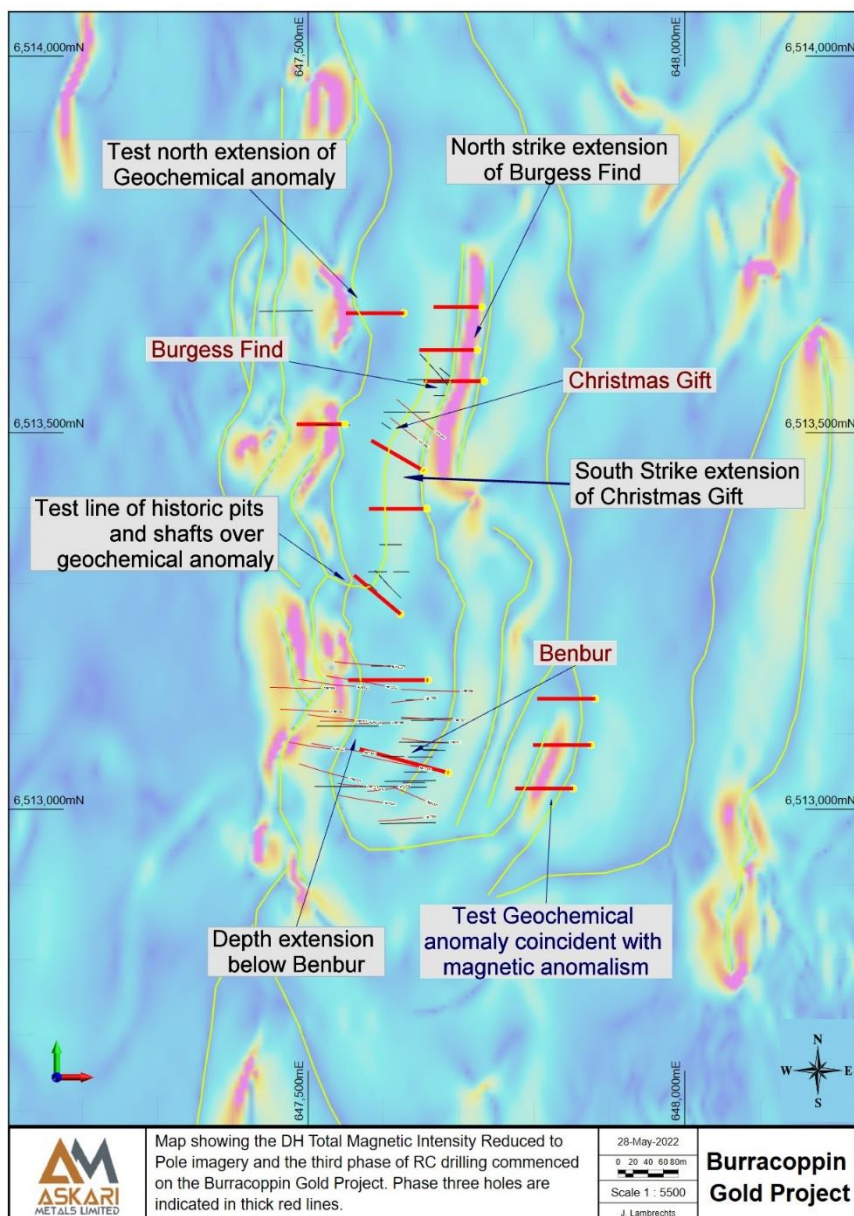 647,500mE
648,000mE
6,514,000mN
6,514,000mN
Test north extension of
Geochemical anomaly
North strike extension
of Burgess Find
Burgess Find
Christmas Gift
6,513,500mN
6,513,500mN
South Strike extension
of Christmas Gift
Test line of historic pits
and shafts over
geochemical anomaly
Benbur
6,513,000mN
6,513,000mN
Depth extension
below Benbur
Test Geochemical
anomaly coincident with
magnetic anomalism
647,500mE
648,000mE
N
W E
S
AM
ASKARI
METALS LIMITED
Map showing the DH Total Magnetic Intensity Reduced to
Pole imagery and the third phase of RC drilling commenced
on the Burracoppin Gold Project. Phase three holes are
indicated in thick red lines.
28-May-2022
0 20 40 60 80m
Scale 1 : 5500
J. Lambrechts
Burracoppin
Gold Project